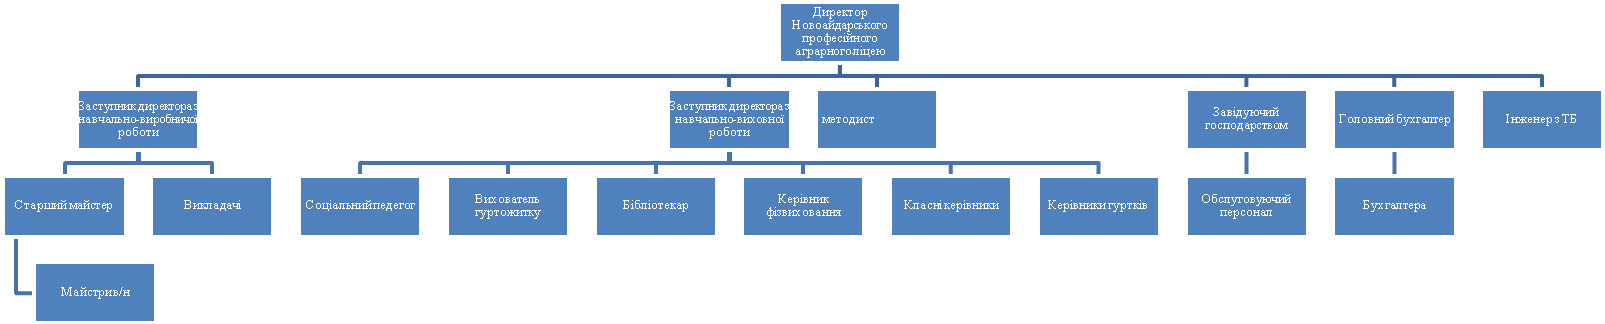 Директор
Новоайдарського
професійного
аграрноголіцею
Заступник директора з
навчально-виробничої
роботи
Заступник директора з
навчально-виховної
роботи
методист
Завідуючий
господарством
Головний бухгалтер
Інженер з ТБ
Старший майстер
Викладачі
Соціальний педегог
Вихователь
гуртожитку
Бібліотекар
Керівник
фізвиховання
Класні керівники
Керівники гуртків
Обслуговуючий
персонал
Бухгалтера
Майстри в/н